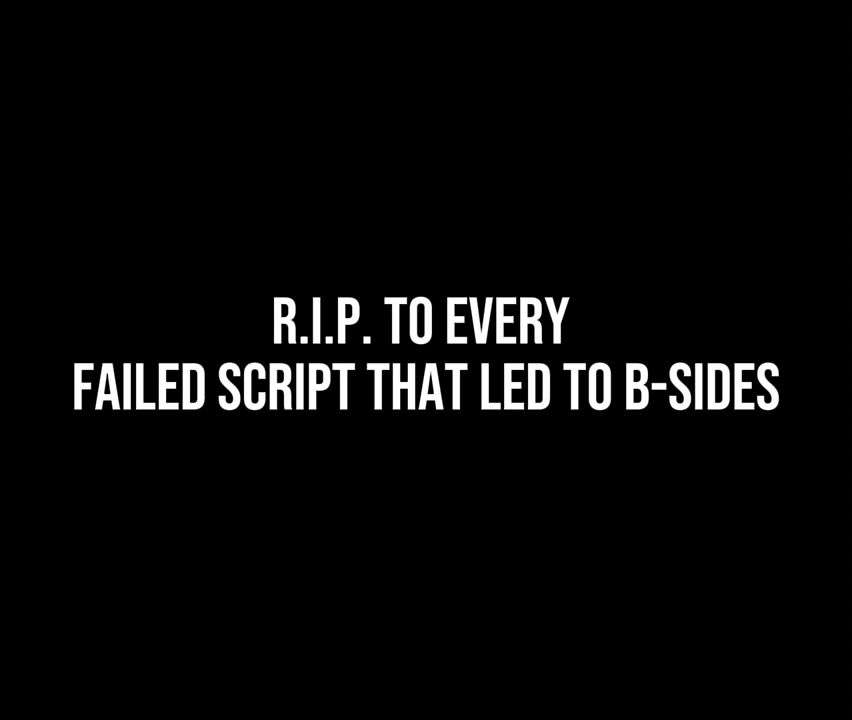 R.I.P. TO EVERY
FAILED SCRIPT THAT LED TO B-SIDES